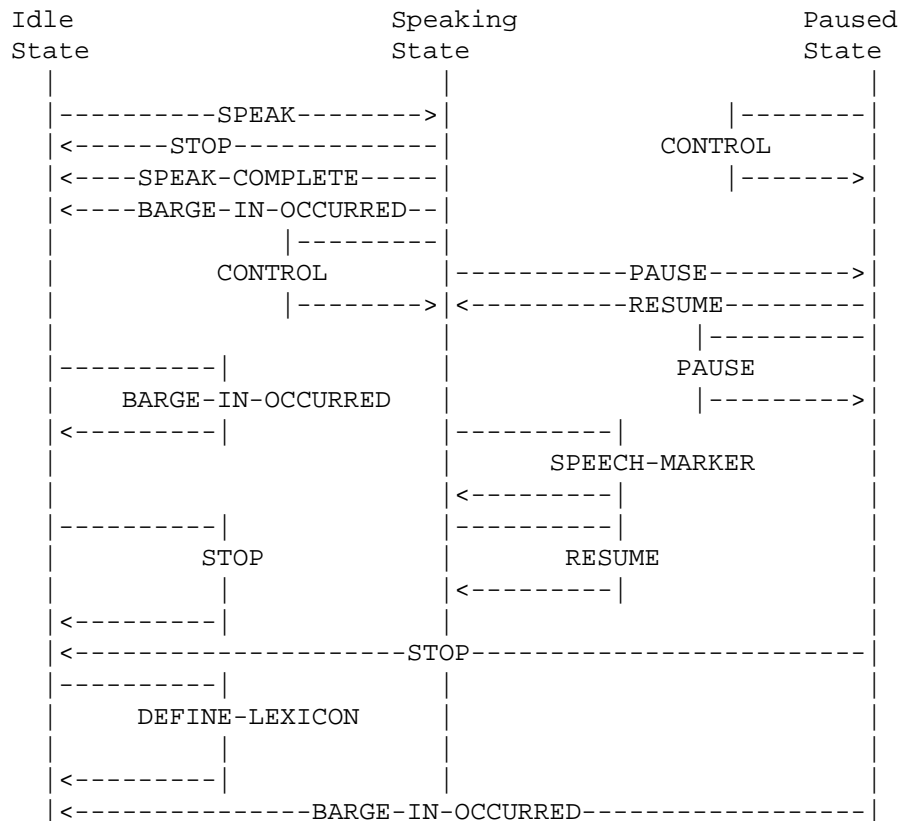 Idle                    Speaking                  Paused
State                   State                     State
  |                        |                          |
  |----------SPEAK-------->|                 |--------|
  |<------STOP-------------|              CONTROL     |
  |<----SPEAK-COMPLETE-----|                 |------->|
  |<----BARGE-IN-OCCURRED--|                          |
  |              |---------|                          |
  |          CONTROL       |-----------PAUSE--------->|
  |              |-------->|<----------RESUME---------|
  |                        |               |----------|
  |----------|             |              PAUSE       |
  |    BARGE-IN-OCCURRED   |               |--------->|
  |<---------|             |----------|               |
  |                        |      SPEECH-MARKER       |
  |                        |<---------|               |
  |----------|             |----------|               |
  |         STOP           |       RESUME             |
  |          |             |<---------|               |
  |<---------|             |                          |
  |<---------------------STOP-------------------------|
  |----------|             |                          |
  |     DEFINE-LEXICON     |                          |
  |          |             |                          |
  |<---------|             |                          |
  |<---------------BARGE-IN-OCCURRED------------------|